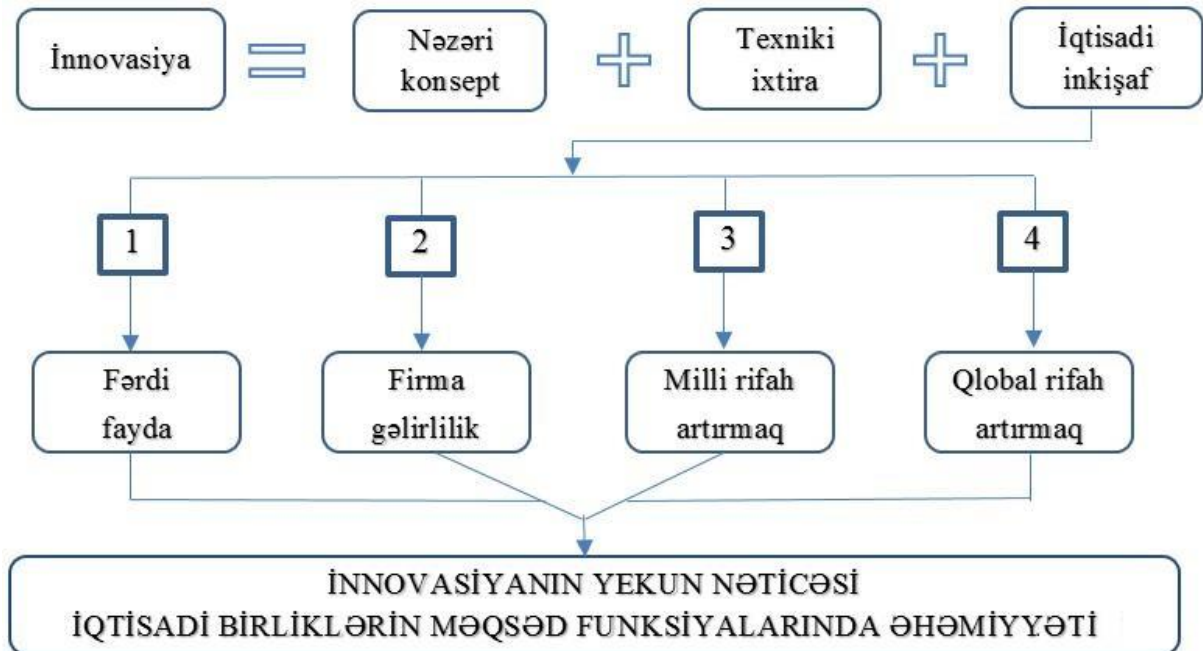 İnnovasiya
Nəzəri
konsept
Texniki
ixtira
İqtisadi
inkişaf
1
2
3
4
Fərdi
fayda
Firma
gəlirlilik
Milli rifah
artırmaq
Qlobal rifah
artırmaq
İNNOVASİYANIN YEKUN NƏTİCƏSİ
İQTİSADİ BİRLİKLƏRİN MƏQSƏD FUNKSİYALARINDA ƏHƏMİYYƏTİ